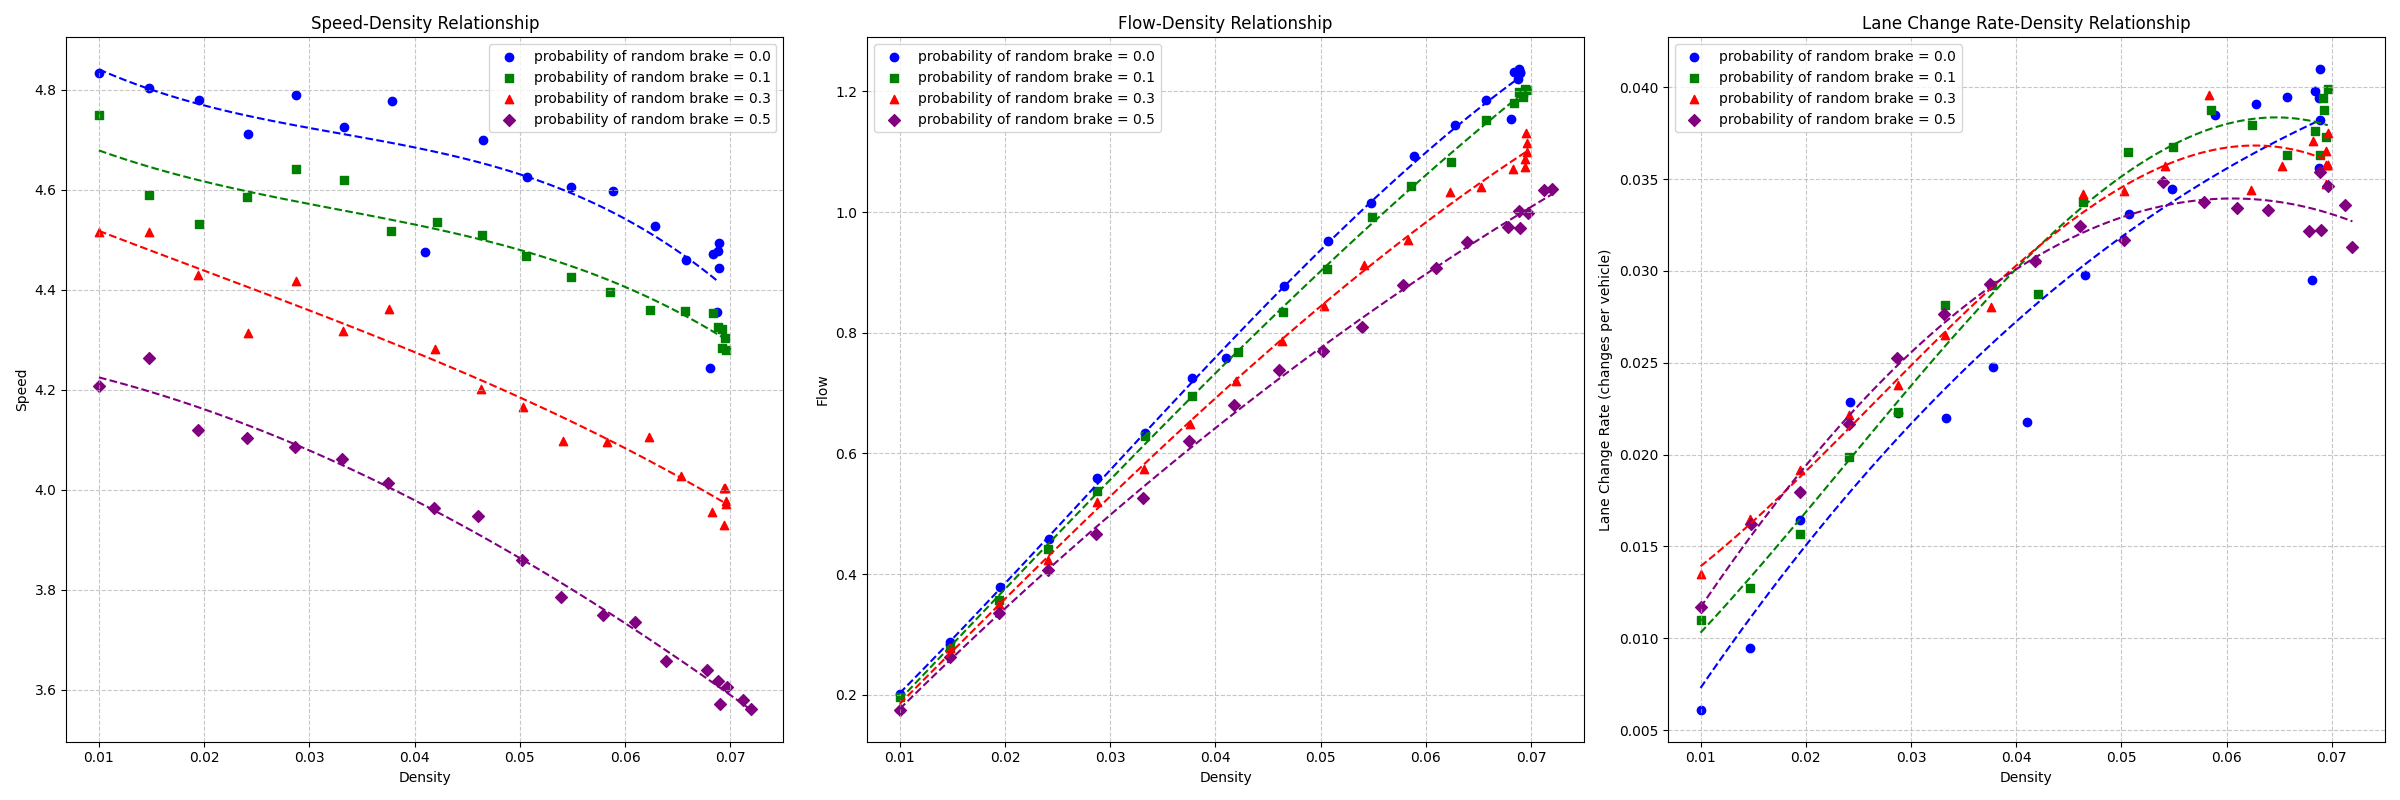 Speed-Density Relationship
probability of random brake = 0.0
probability of random brake = 0.1
probability of random brake = 0.3
probability of random brake = 0.5
Speed
4.8
4.6
4.4
4.2
4.0
3.8
3.6
0.01 0.02 0.03 0.04 0.05 0.06 0.07
Density
Flow-Density Relationship
probability of random brake = 0.0
probability of random brake = 0.1
probability of random brake = 0.3
probability of random brake = 0.5
Flow
1.2
1.0
0.8
0.6
0.4
0.2
0.01 0.02 0.03 0.04 0.05 0.06 0.07
Density
Lane Change Rate-Density Relationship
probability of random brake = 0.0
probability of random brake = 0.1
probability of random brake = 0.3
probability of random brake = 0.5
Lane Change Rate (changes per vehicle)
0.040
0.035
0.030
0.025
0.020
0.015
0.010
0.005
0.01 0.02 0.03 0.04 0.05 0.06 0.07
Density